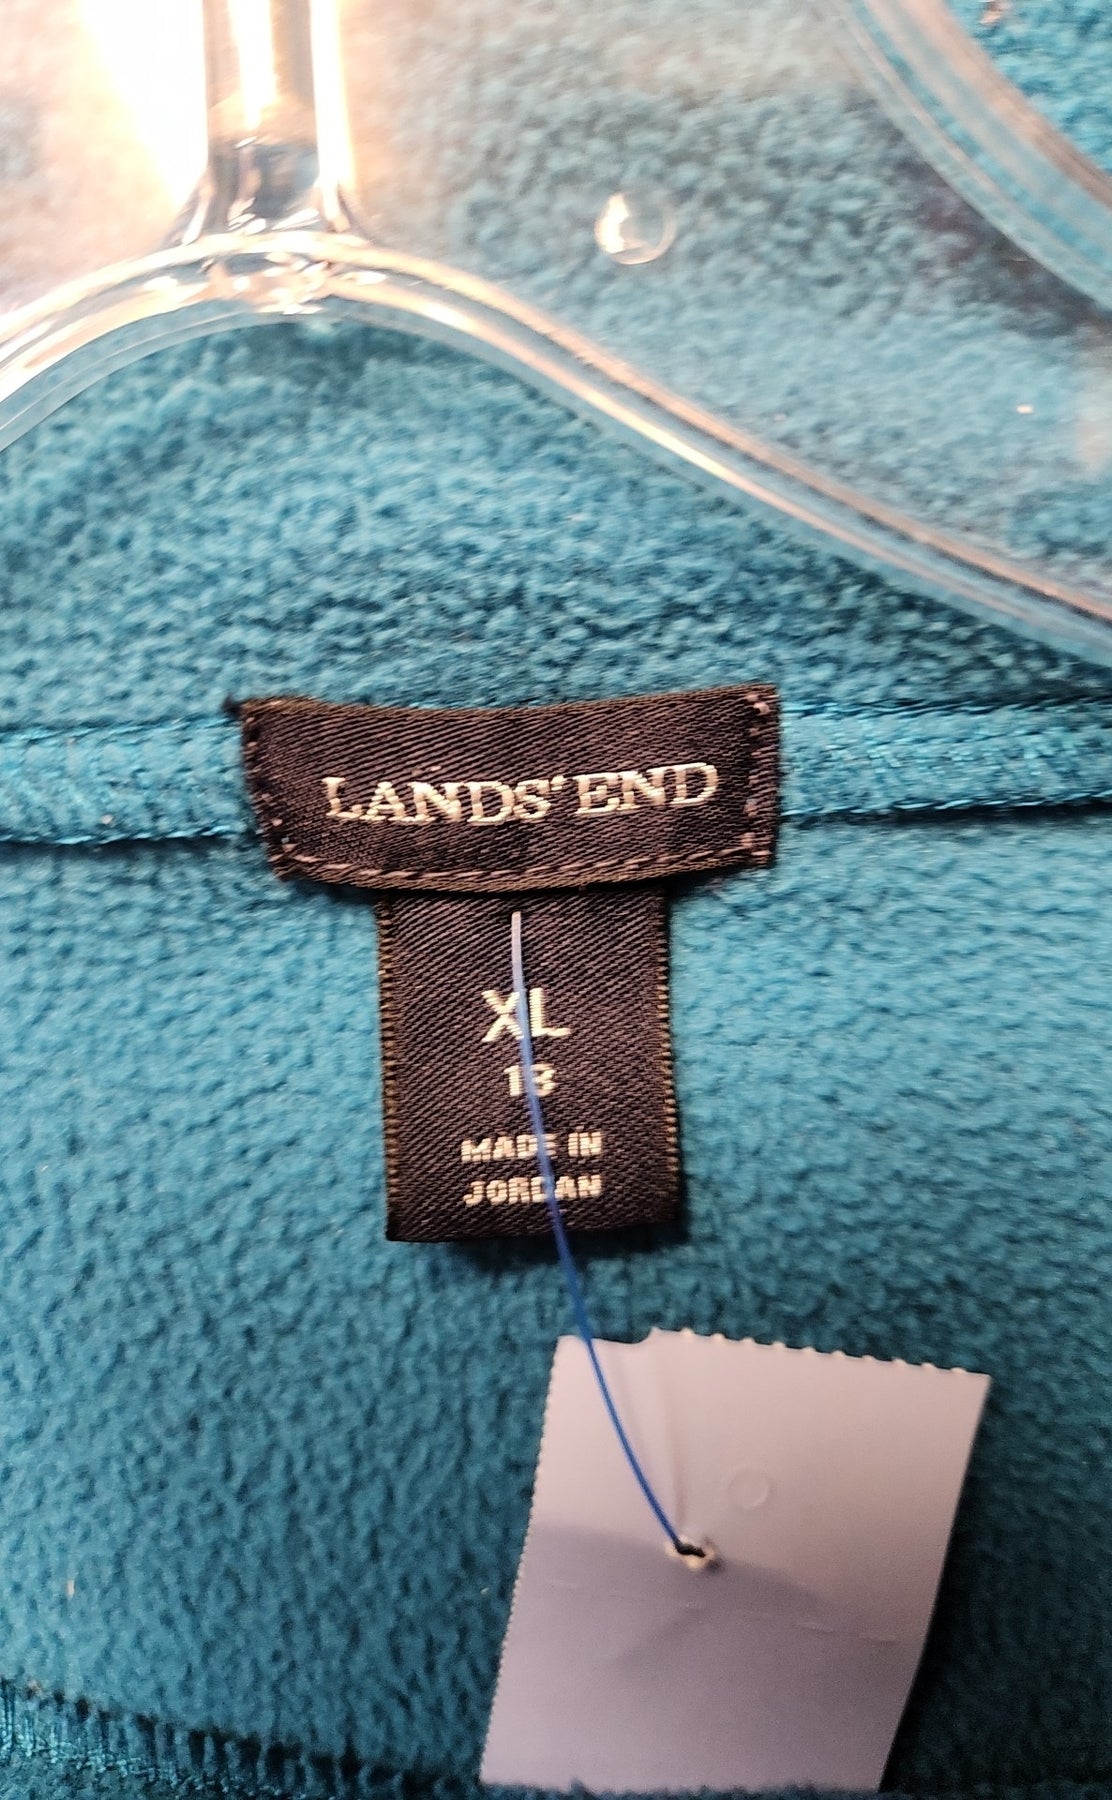 LANDS' END
XL
18
MADE IN
JORDAN